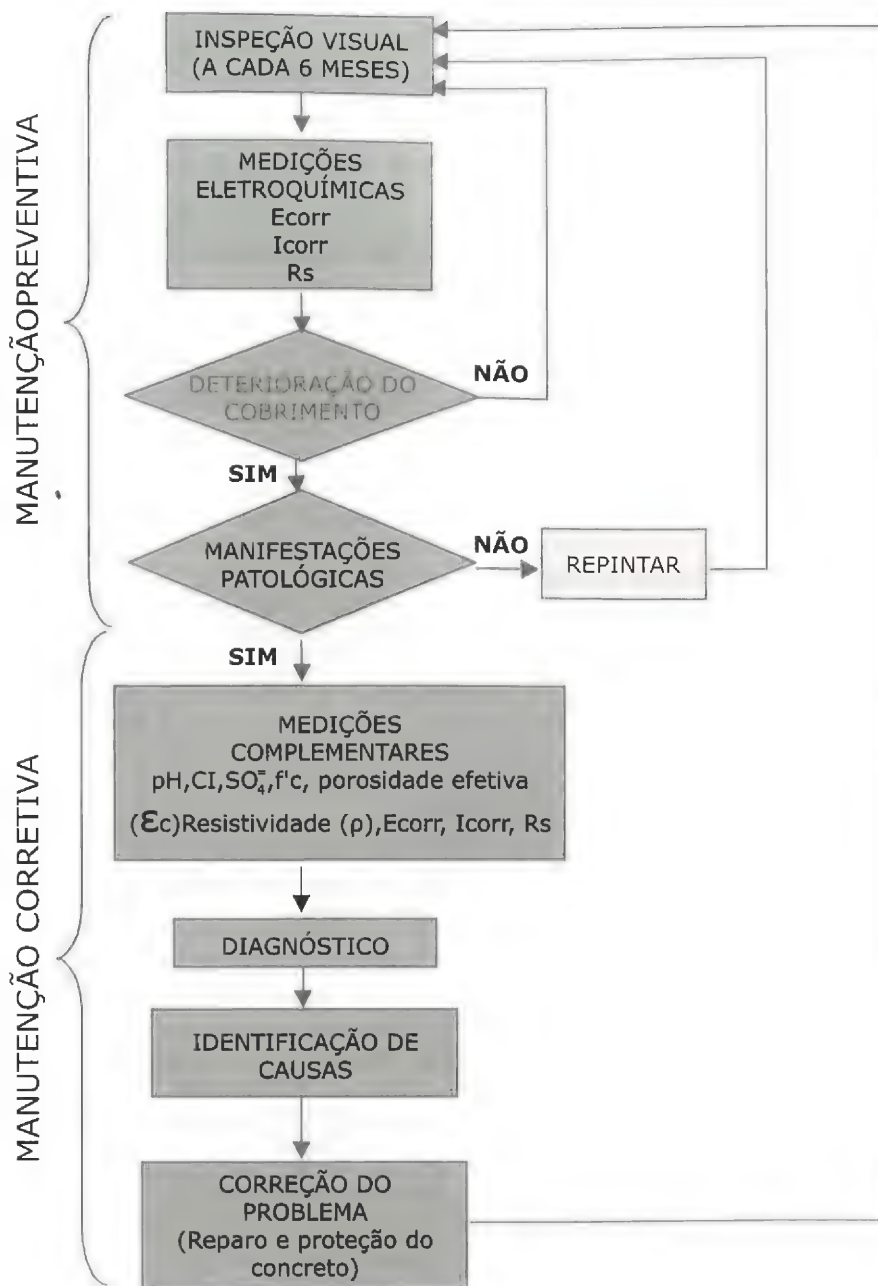 INSPEÇÃO VISUAL
(A CADA 6 MESES)
MEDIÇÕES
ELETROQUÍMICAS
Ecorr
Icorr
Rs
DETERIORAÇÃO DO
COBRIMENTO
NÃO
SIM
MANIFESTAÇÕES
PATOLÓGICAS
NÃO
REPINTAR
SIM
MANUTENÇÃOPREVENTIVA
MEDIÇÕES
COMPLEMENTARES
pH,CI,SO₄⁼,f'c, porosidade efetiva
(Ɛc)Resistividade (ρ),Ecorr, Icorr, Rs
DIAGNÓSTICO
IDENTIFICAÇÃO DE
CAUSAS
CORREÇÃO DO
PROBLEMA
(Reparo e proteção do
concreto)
MANUTENÇÃO CORRETIVA